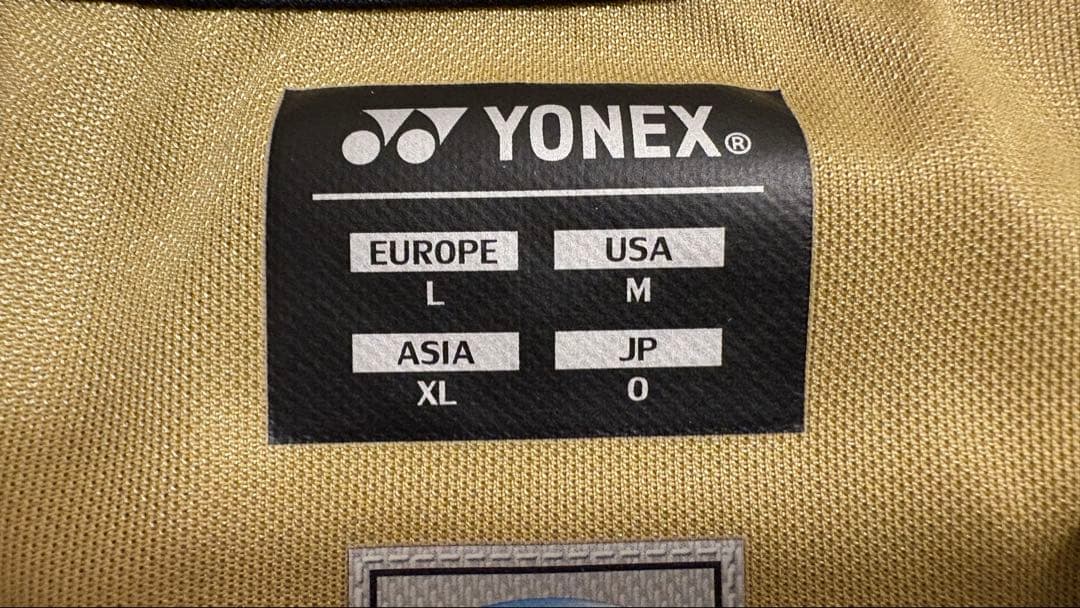 YONEX®
EUROPE USA
L M
ASIA JP
XL O